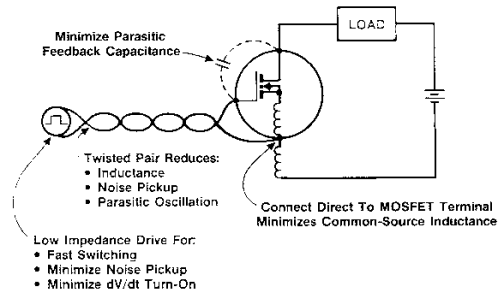 LOAD
Minimize Parasitic
Feedback Capacitance
Twisted Pair Reduces:
• Inductance
• Noise Pickup
• Parasitic Oscillation
Connect Direct To MOSFET Terminal
Minimizes Common-Source Inductance
Low Impedance Drive For:
• Fast Switching
• Minimize Noise Pickup
• Minimize dV/dt Turn-On